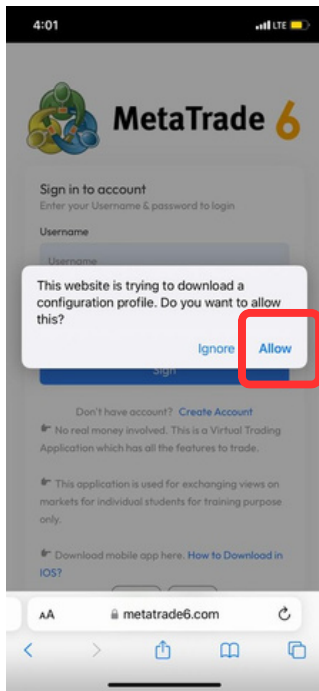 4:01 LTE
MetaTrade 6
Sign in to account
Enter your Username & password to login
Username
Username
This website is trying to download a
configuration profile. Do you want to allow
this?
Ignore Allow
Sign
Don't have account? Create Account
☛ No real money involved. This is a Virtual Trading
Application which has all the features to trade.
☛ This application is used for exchanging views on
markets for individual students for training purpose
only.
☛ Download mobile app here. How to Download in
IOS?
AA metatrade6.com